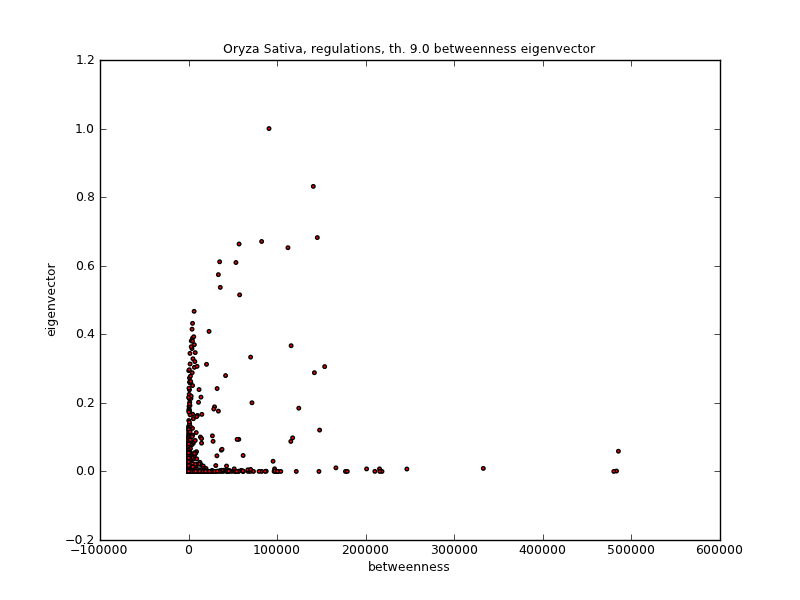 Oryza Sativa, regulations, th. 9.0 betweenness eigenvector
1.2
1.0
0.8
0.6
0.4
0.2
0.0
−0.2
eigenvector
−100000 0 100000 200000 300000 400000 500000 600000
betweenness